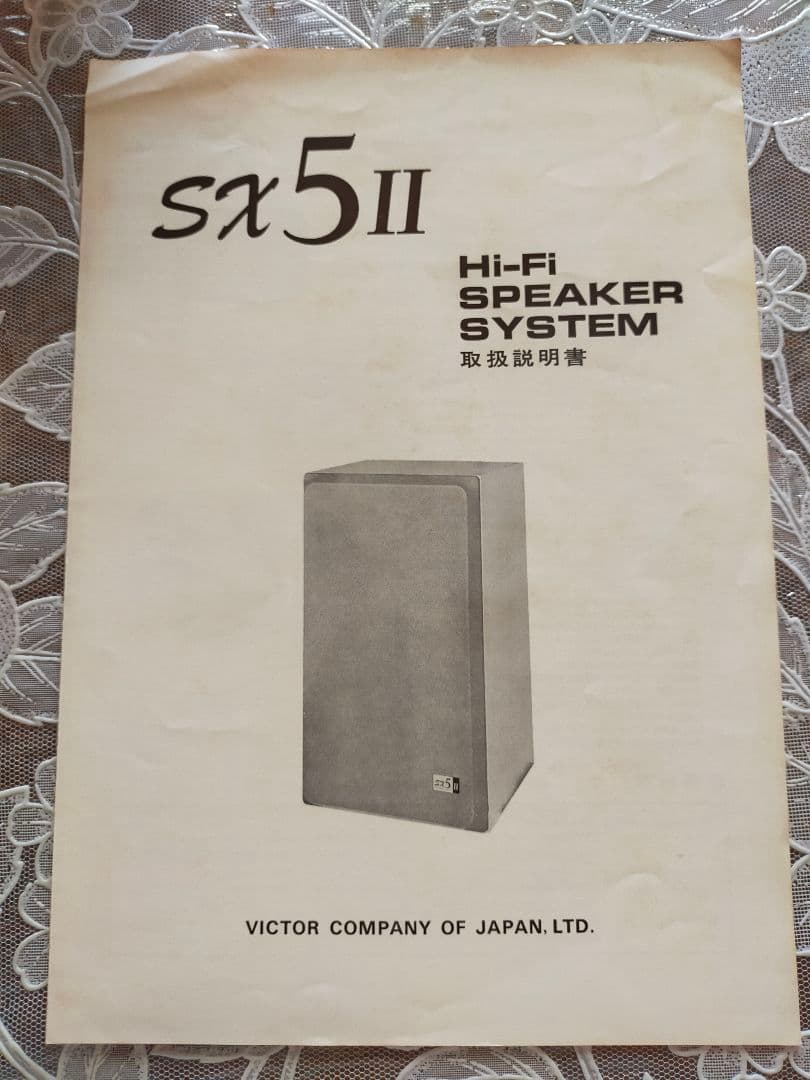 SX5II
Hi-Fi
SPEAKER
SYSTEM
取扱説明書
SX5II
VICTOR COMPANY OF JAPAN, LTD.